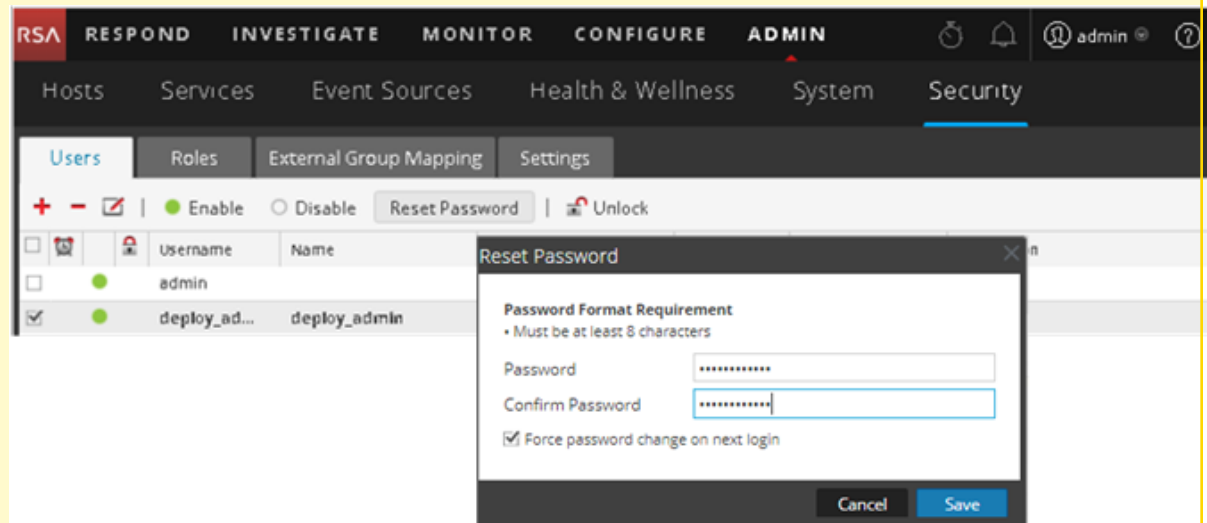 RSA RESPOND INVESTIGATE MONITOR CONFIGURE ADMIN admin ?
Hosts Services Event Sources Health & Wellness System Security
Users Roles External Group Mapping Settings
+ - | Enable Disable Reset Password | Unlock
Username Name n
admin
deploy_ad... deploy_admin
Reset Password
Password Format Requirement
• Must be at least 8 characters
Password ••••••••••••
Confirm Password ••••••••••••
Force password change on next login
Cancel Save